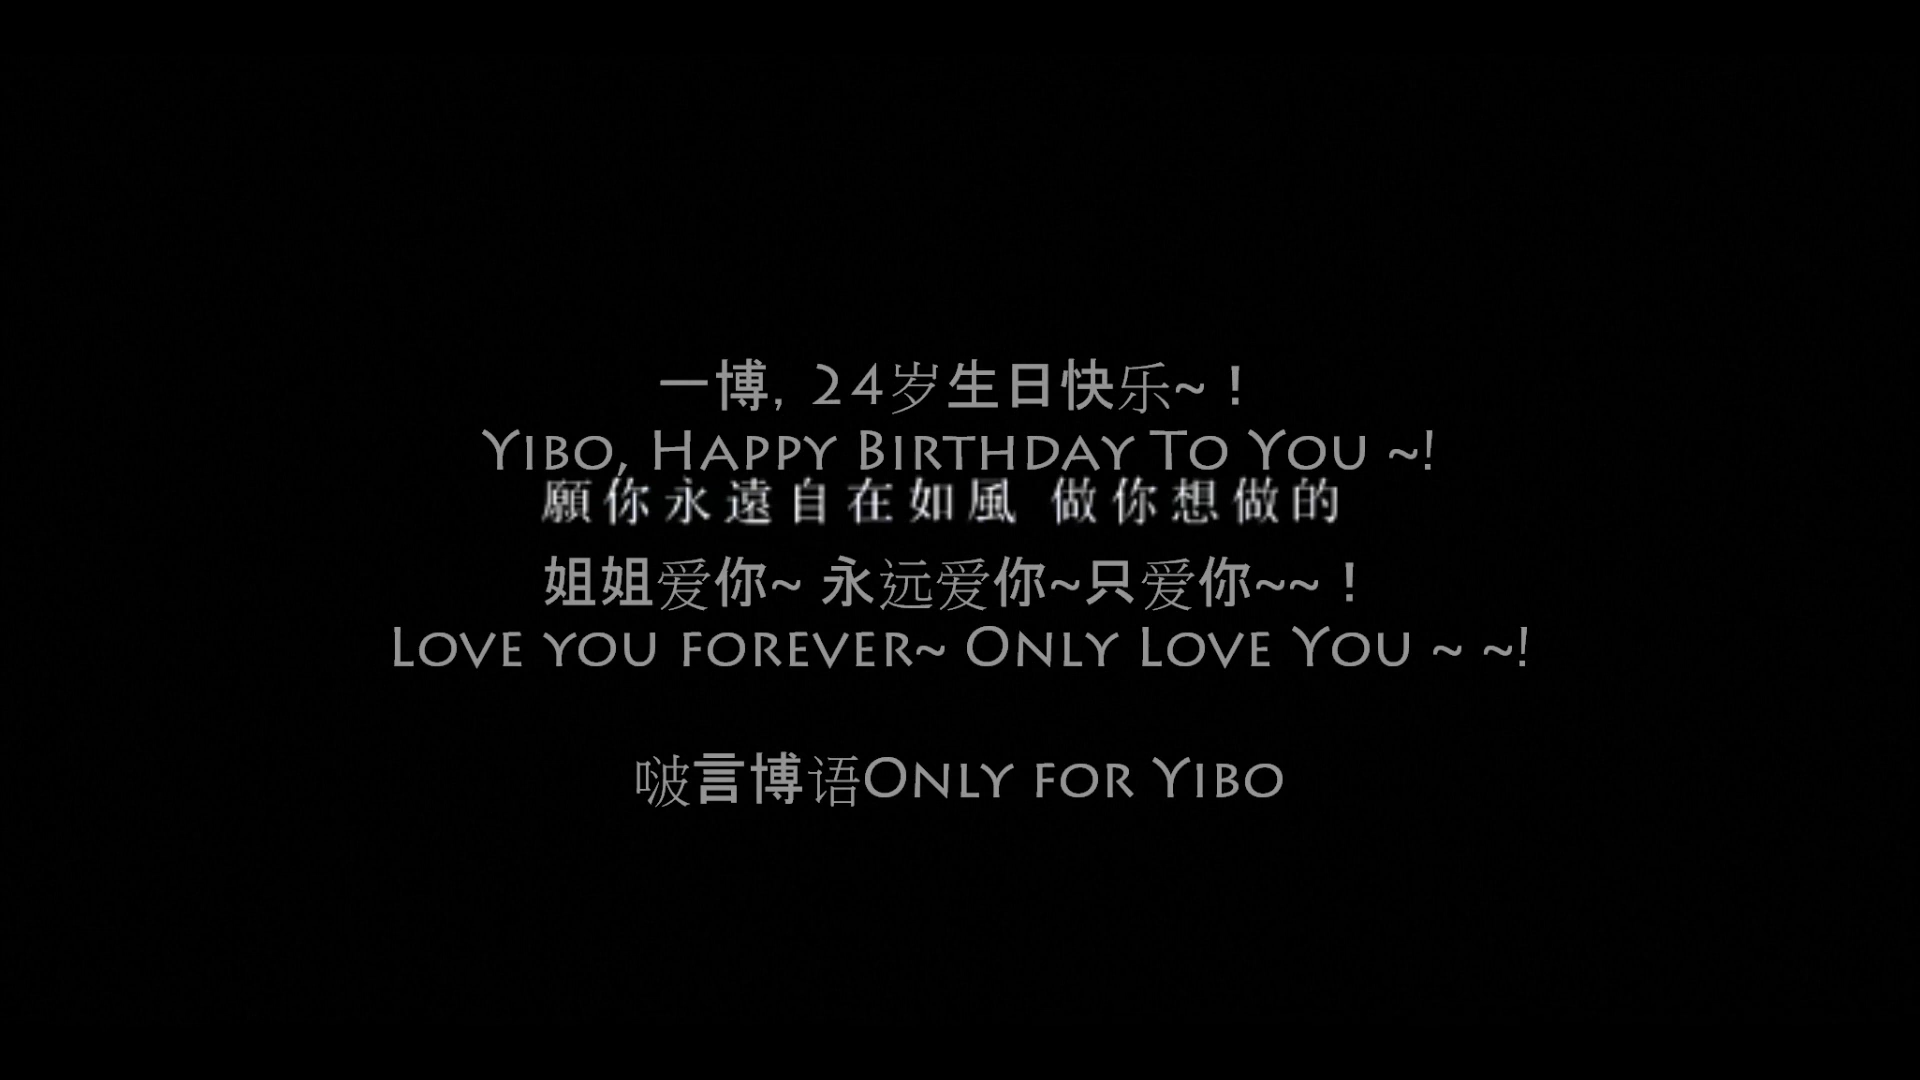 一博, 24岁生日快乐~！
Yibo, Happy Birthday To You ~!
願你永遠自在如風 做你想做的
姐姐爱你~ 永远爱你~只爱你~~！
Love you forever~ Only Love You ~ ~!
啵言博语Only for Yibo